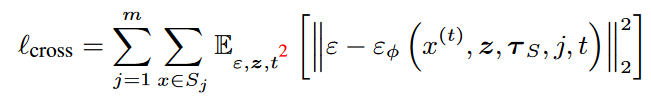 ℓ_cross = ∑_{j=1}^{m} ∑_{x∈S_j} 𝔼_{ε,z,t^2} [ ‖ε − ε_ϕ (x^{(t)}, z, τ_S, j, t)‖_2^2 ]